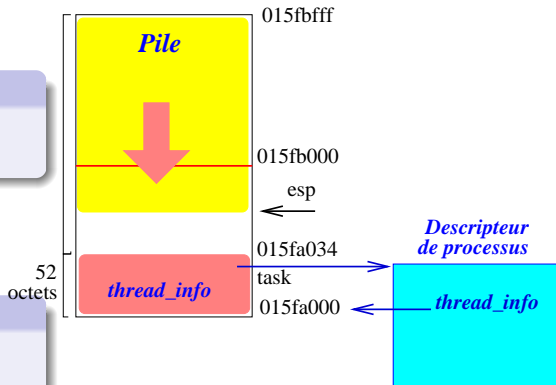 015fbfff
Pile
015fb000
esp
Descripteur
de processus
015fa034
task
52
octets
thread_info
015fa000
thread_info